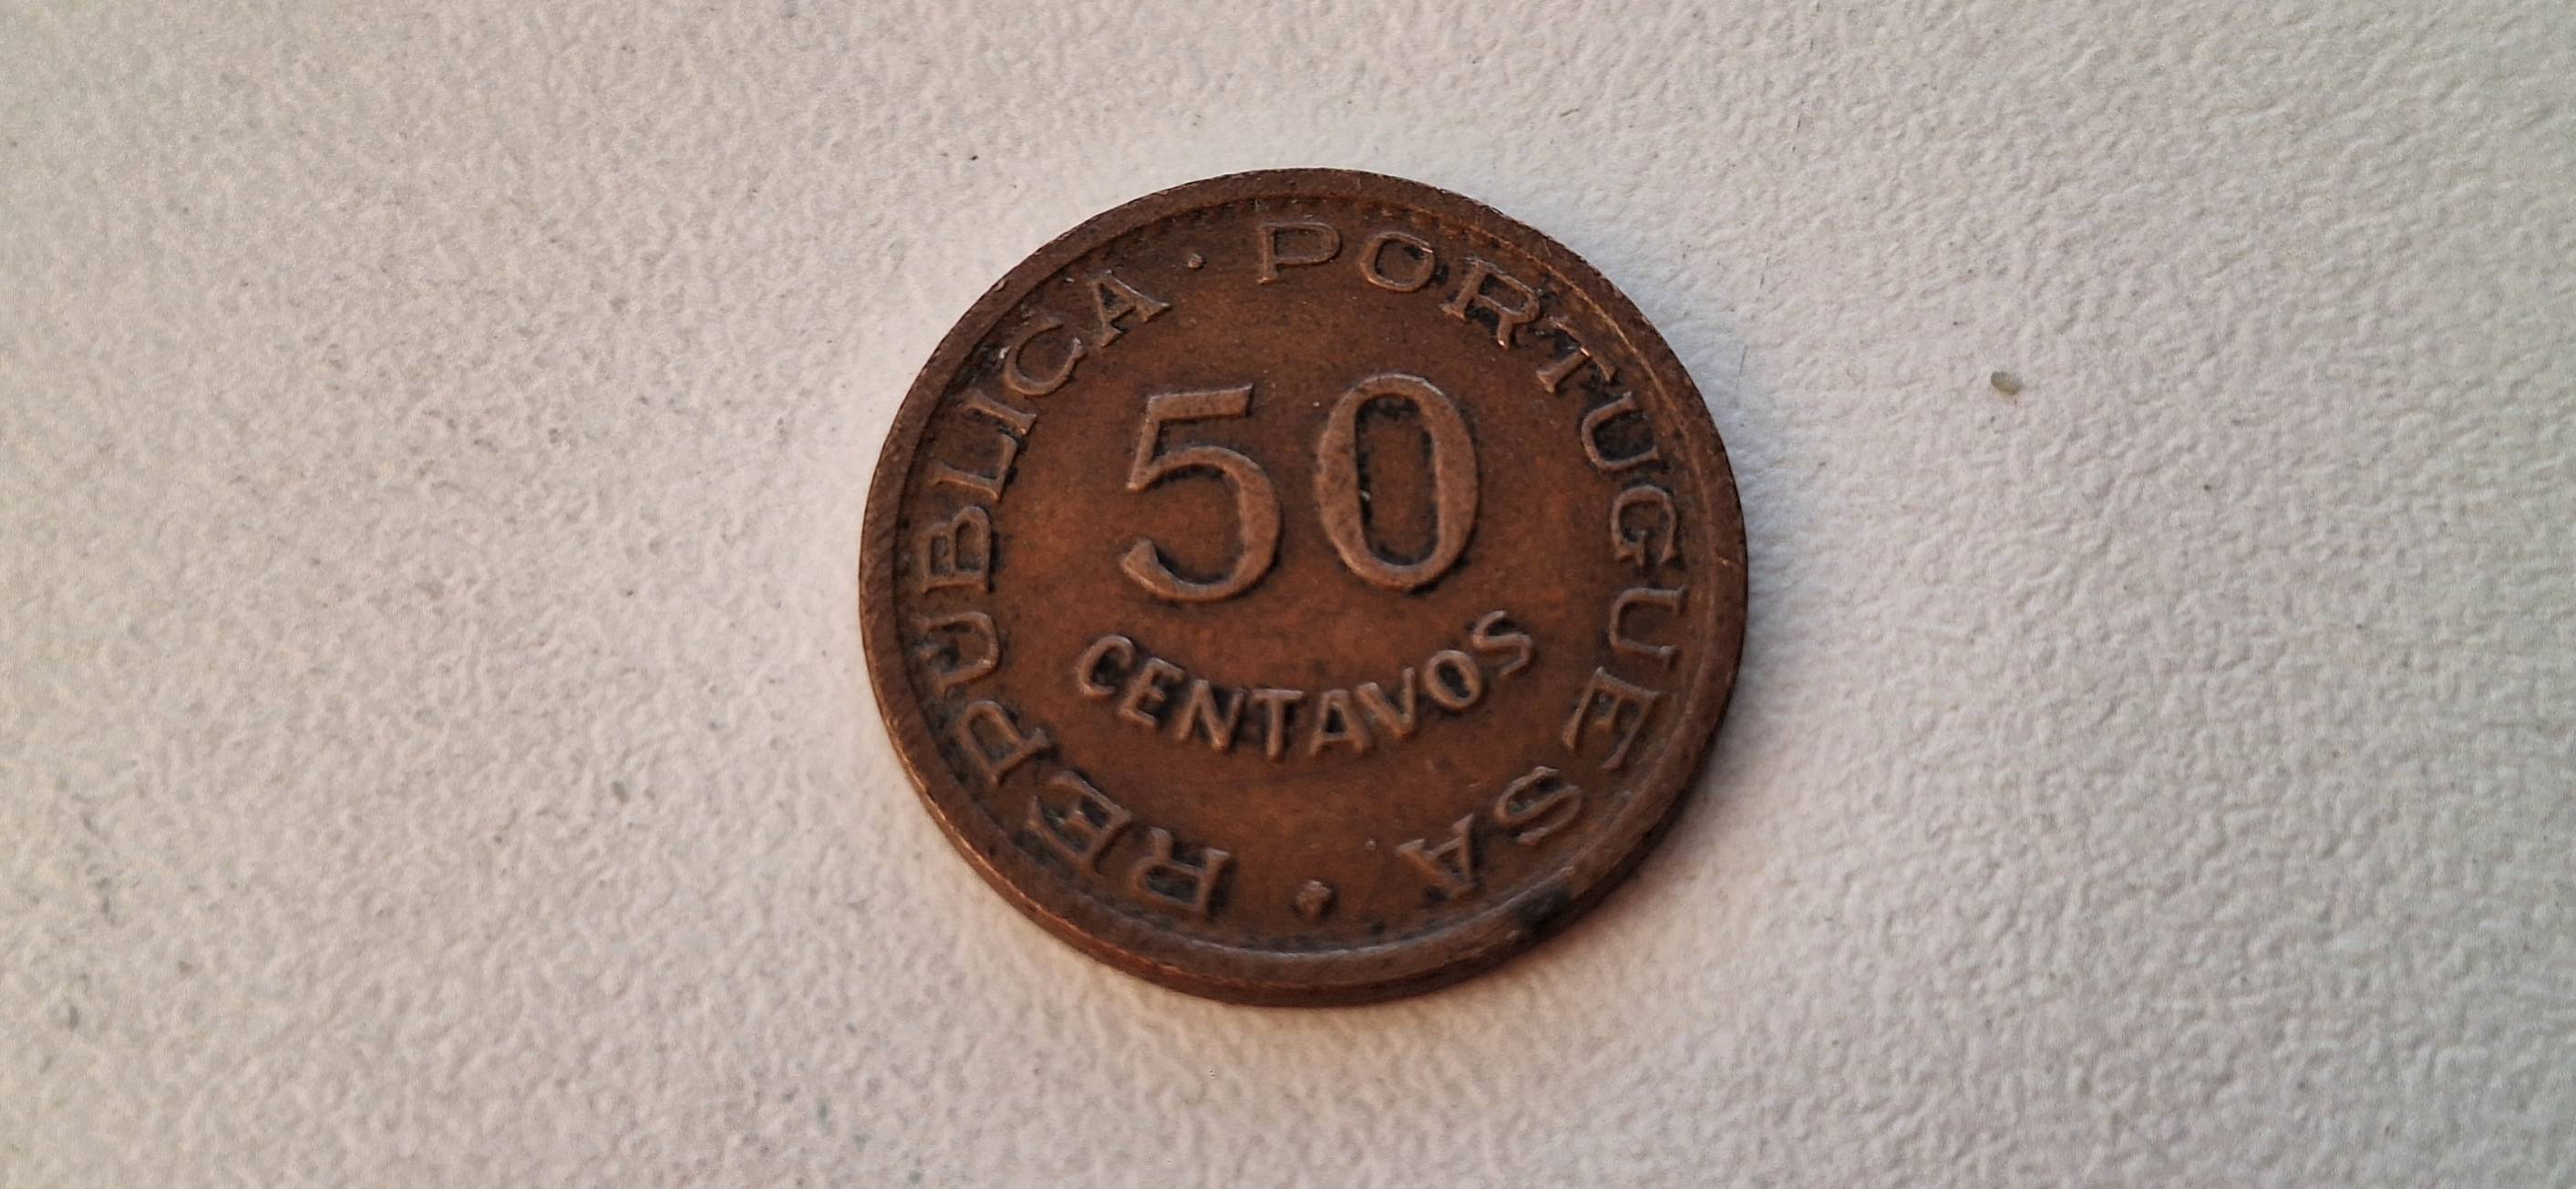 REPUBLICA · PORTUGUESA ·
50
CENTAVOS